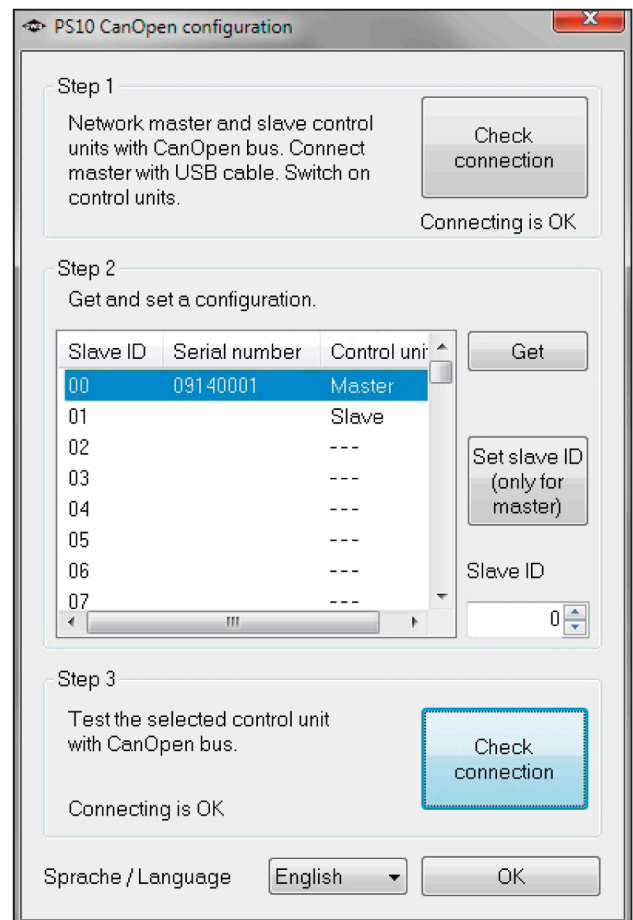 PS10 CanOpen configuration
Step 1
Network master and slave control
units with CanOpen bus. Connect
master with USB cable. Switch on
control units.
Check
connection
Connecting is OK
Step 2
Get and set a configuration.
Slave ID Serial number Control uni
00 09140001 Master
01 Slave
02 ---
03 ---
04 ---
05 ---
06 ---
07 ---
Get
Set slave ID
(only for
master)
Slave ID
0
Step 3
Test the selected control unit
with CanOpen bus.
Check
connection
Connecting is OK
Sprache / Language English OK